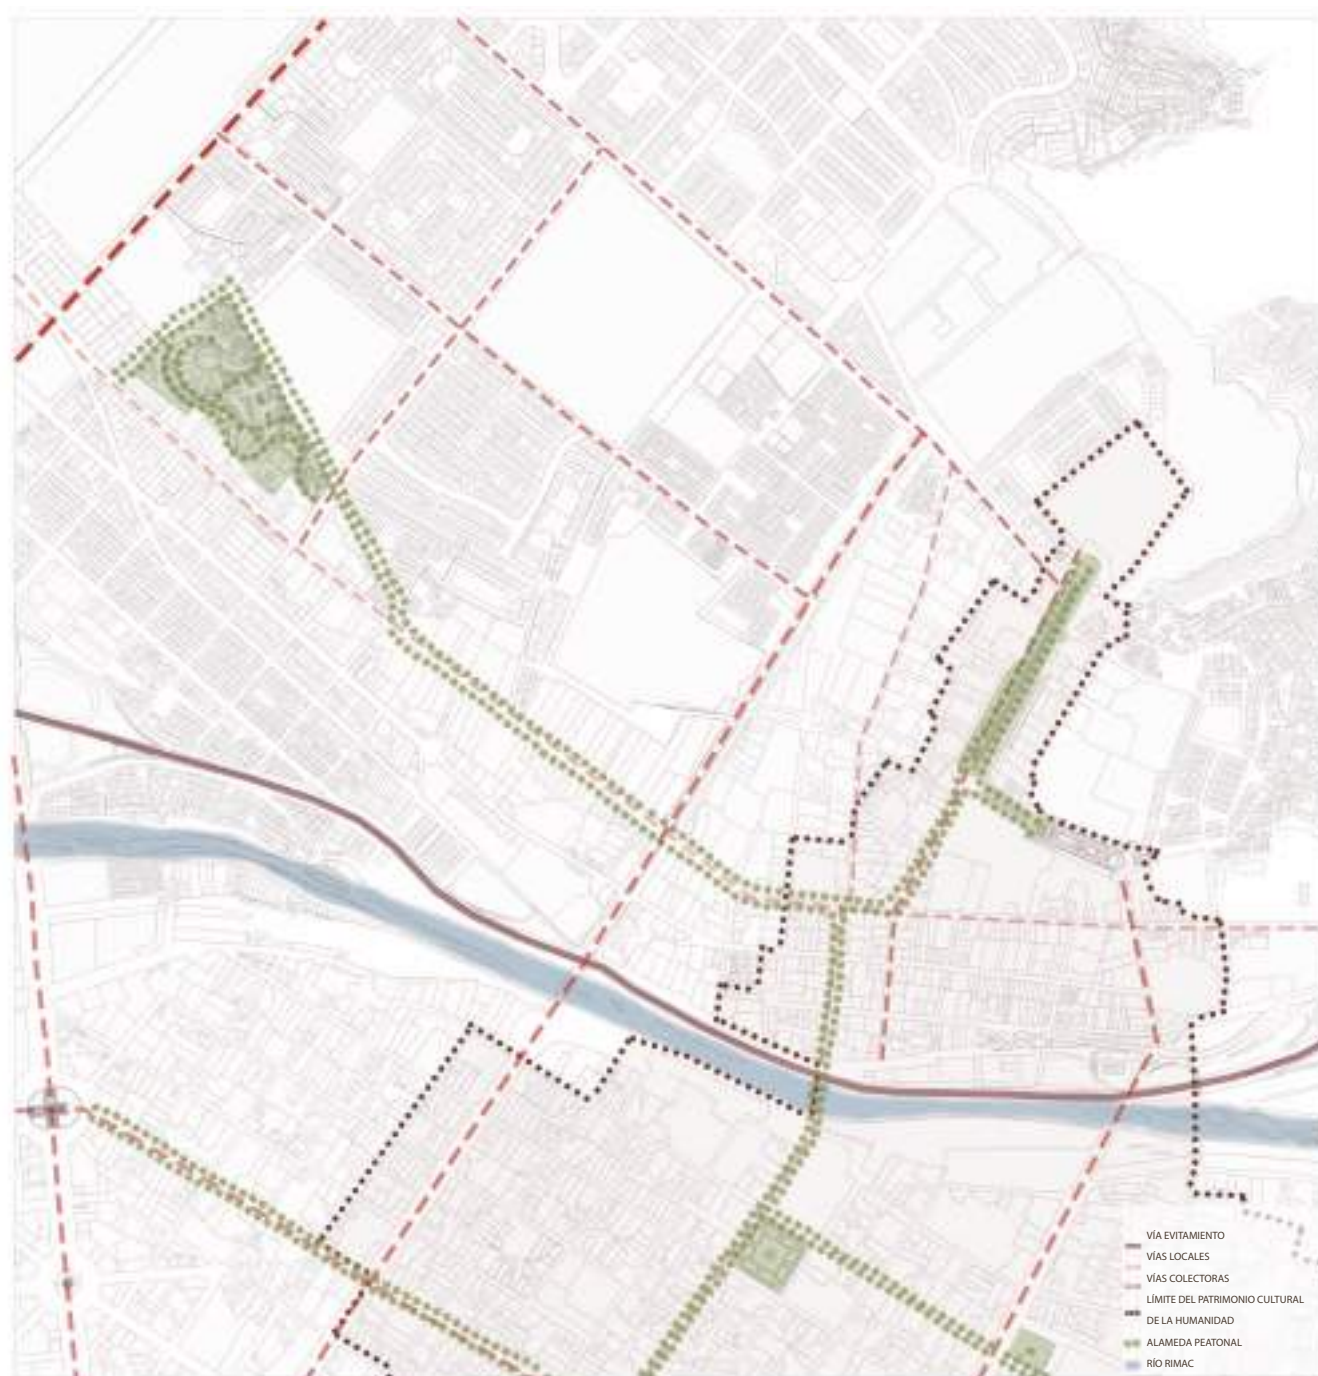 VÍA EVITAMIENTO
VÍAS LOCALES
VÍAS COLECTORAS
LÍMITE DEL PATRIMONIO CULTURAL
DE LA HUMANIDAD
ALAMEDA PEATONAL
RÍO RIMAC